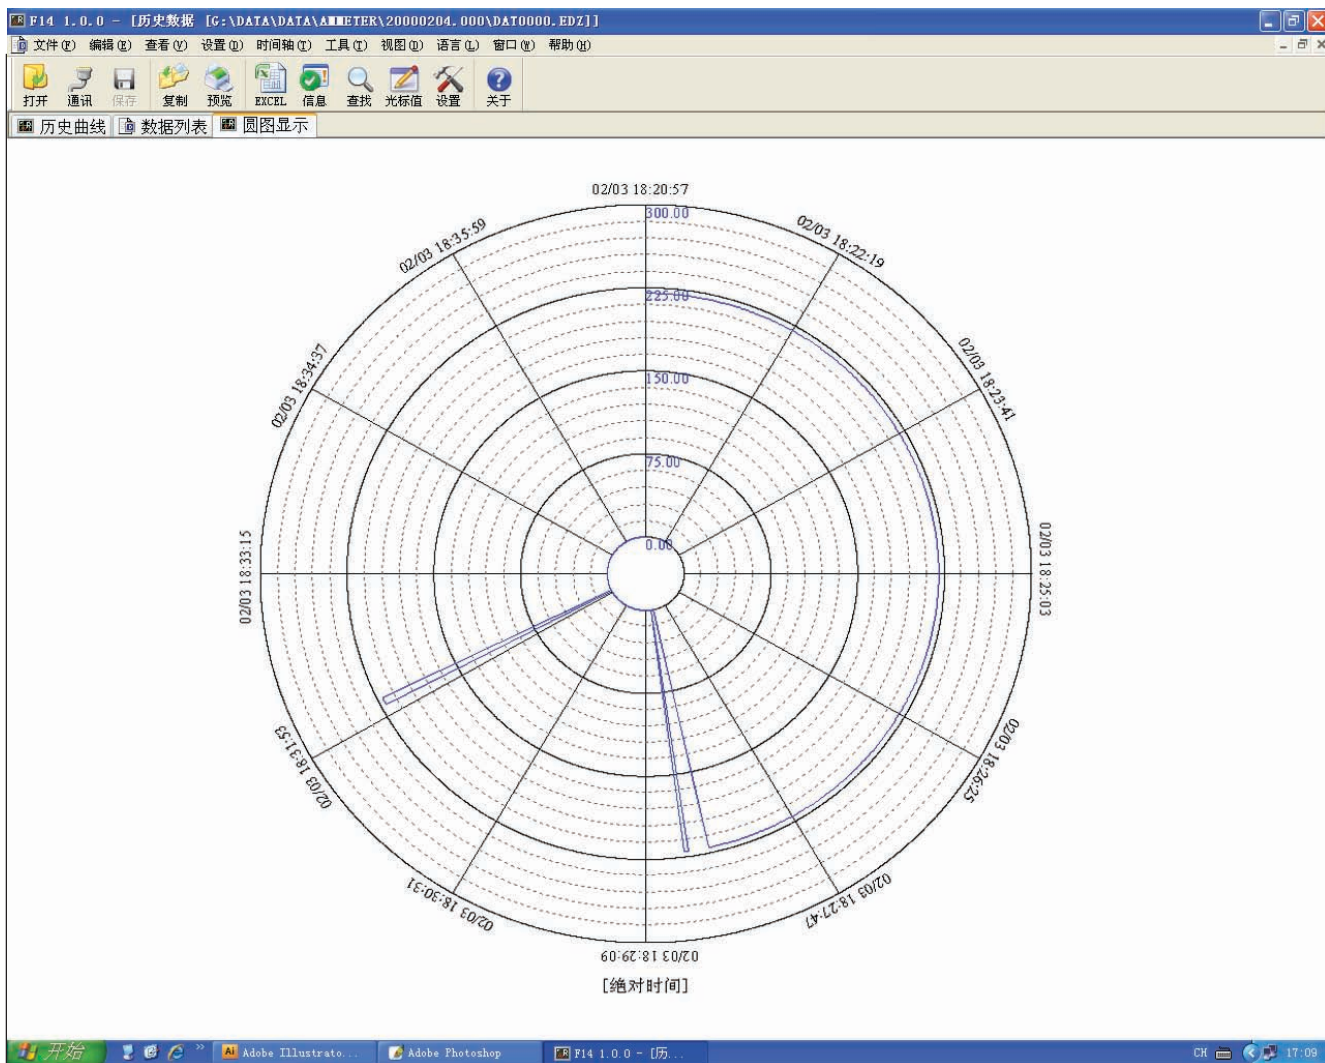 F14 1.0.0 - [历史数据 [G:\DATA\DATA\A■■ETER\20000204.000\DAT0000.EDZ]]
文件(F) 编辑(E) 查看(V) 设置(D) 时间轴(T) 工具(I) 视图(D) 语言(L) 窗口(W) 帮助(H)
打开 通讯 保存 复制 预览 EXCEL 信息 查找 光标值 设置 关于
历史曲线 数据列表 圆图显示
02/03 18:20:57
300.00
02/03 18:22:19
02/03 18:35:59
225.00
02/03 18:23:41
02/03 18:34:37
150.00
75.00
02/03 18:25:03
02/03 18:33:15
0.00
02/03 18:26:25
02/03 18:31:53
02/03 18:27:47
02/03 18:30:31
02/03 18:29:09
[绝对时间]
开始 » Adobe Illustrato... Adobe Photoshop F14 1.0.0 - [历... CH 17:09